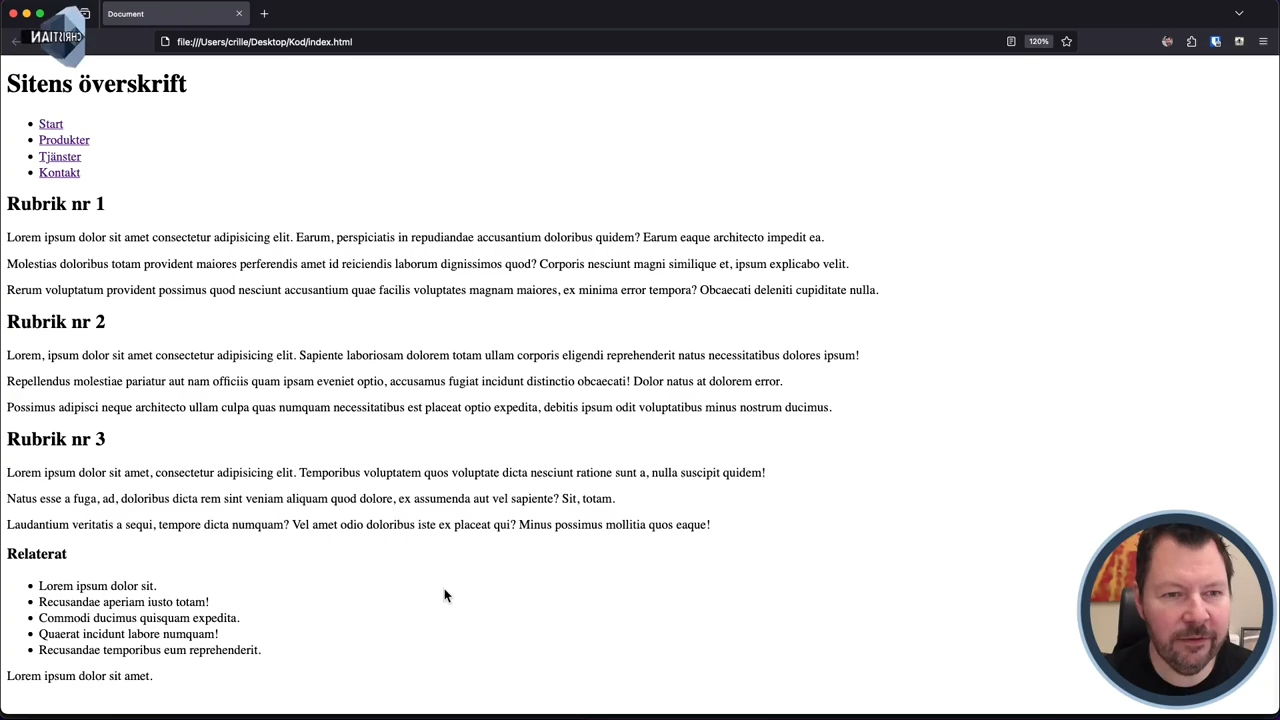 Document
CHRISTIAN
file:///Users/crille/Desktop/Kod/index.html
120%
Sitens överskrift
Start
Produkter
Tjänster
Kontakt
Rubrik nr 1
Lorem ipsum dolor sit amet consectetur adipisicing elit. Earum, perspiciatis in repudiandae accusantium doloribus quidem? Earum eaque architecto impedit ea.
Molestias doloribus totam provident maiores perferendis amet id reiciendis laborum dignissimos quod? Corporis nesciunt magni similique et, ipsum explicabo velit.
Rerum voluptatum provident possimus quod nesciunt accusantium quae facilis voluptates magnam maiores, ex minima error tempora? Obcaecati deleniti cupiditate nulla.
Rubrik nr 2
Lorem, ipsum dolor sit amet consectetur adipisicing elit. Sapiente laboriosam dolorem totam ullam corporis eligendi reprehenderit natus necessitatibus dolores ipsum!
Repellendus molestiae pariatur aut nam officiis quam ipsam eveniet optio, accusamus fugiat incidunt distinctio obcaecati! Dolor natus at dolorem error.
Possimus adipisci neque architecto ullam culpa quas numquam necessitatibus est placeat optio expedita, debitis ipsum odit voluptatibus minus nostrum ducimus.
Rubrik nr 3
Lorem ipsum dolor sit amet, consectetur adipisicing elit. Temporibus voluptatem quos voluptate dicta nesciunt ratione sunt a, nulla suscipit quidem!
Natus esse a fuga, ad, doloribus dicta rem sint veniam aliquam quod dolore, ex assumenda aut vel sapiente? Sit, totam.
Laudantium veritatis a sequi, tempore dicta numquam? Vel amet odio doloribus iste ex placeat qui? Minus possimus mollitia quos eaque!
Relaterat
Lorem ipsum dolor sit.
Recusandae aperiam iusto totam!
Commodi ducimus quisquam expedita.
Quaerat incidunt labore numquam!
Recusandae temporibus eum reprehenderit.
Lorem ipsum dolor sit amet.